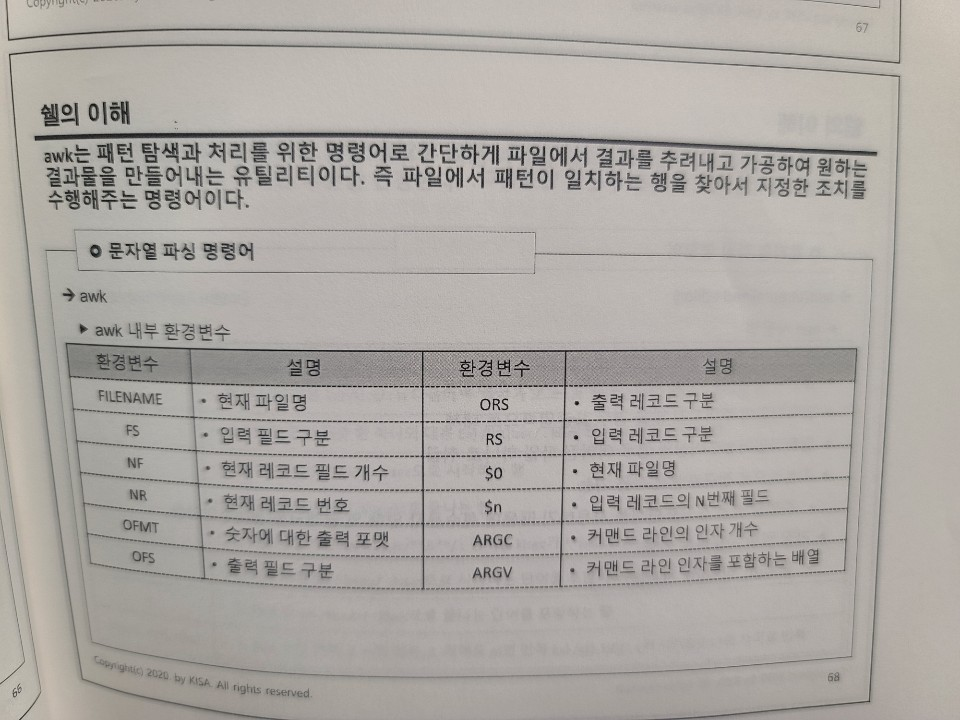 67
쉘의 이해
awk는 패턴 탐색과 처리를 위한 명령어로 간단하게 파일에서 결과를 추려내고 가공하여 원하는
결과물을 만들어내는 유틸리티이다. 즉 파일에서 패턴이 일치하는 행을 찾아서 지정한 조치를
수행해주는 명령어이다.
문자열 파싱 명령어
→ awk
▶ awk 내부 환경변수
환경변수 설명 환경변수 설명
FILENAME • 현재 파일명 ORS • 출력 레코드 구분
FS • 입력 필드 구분 RS • 입력 레코드 구분
NF • 현재 레코드 필드 개수 $0 • 현재 파일명
NR • 현재 레코드 번호 $n • 입력 레코드의 N번째 필드
OFMT • 숫자에 대한 출력 포맷 ARGC • 커맨드 라인의 인자 개수
OFS • 출력 필드 구분 ARGV • 커맨드 라인 인자를 포함하는 배열
Copyright(c) 2020. by KISA. All rights reserved.
68
66